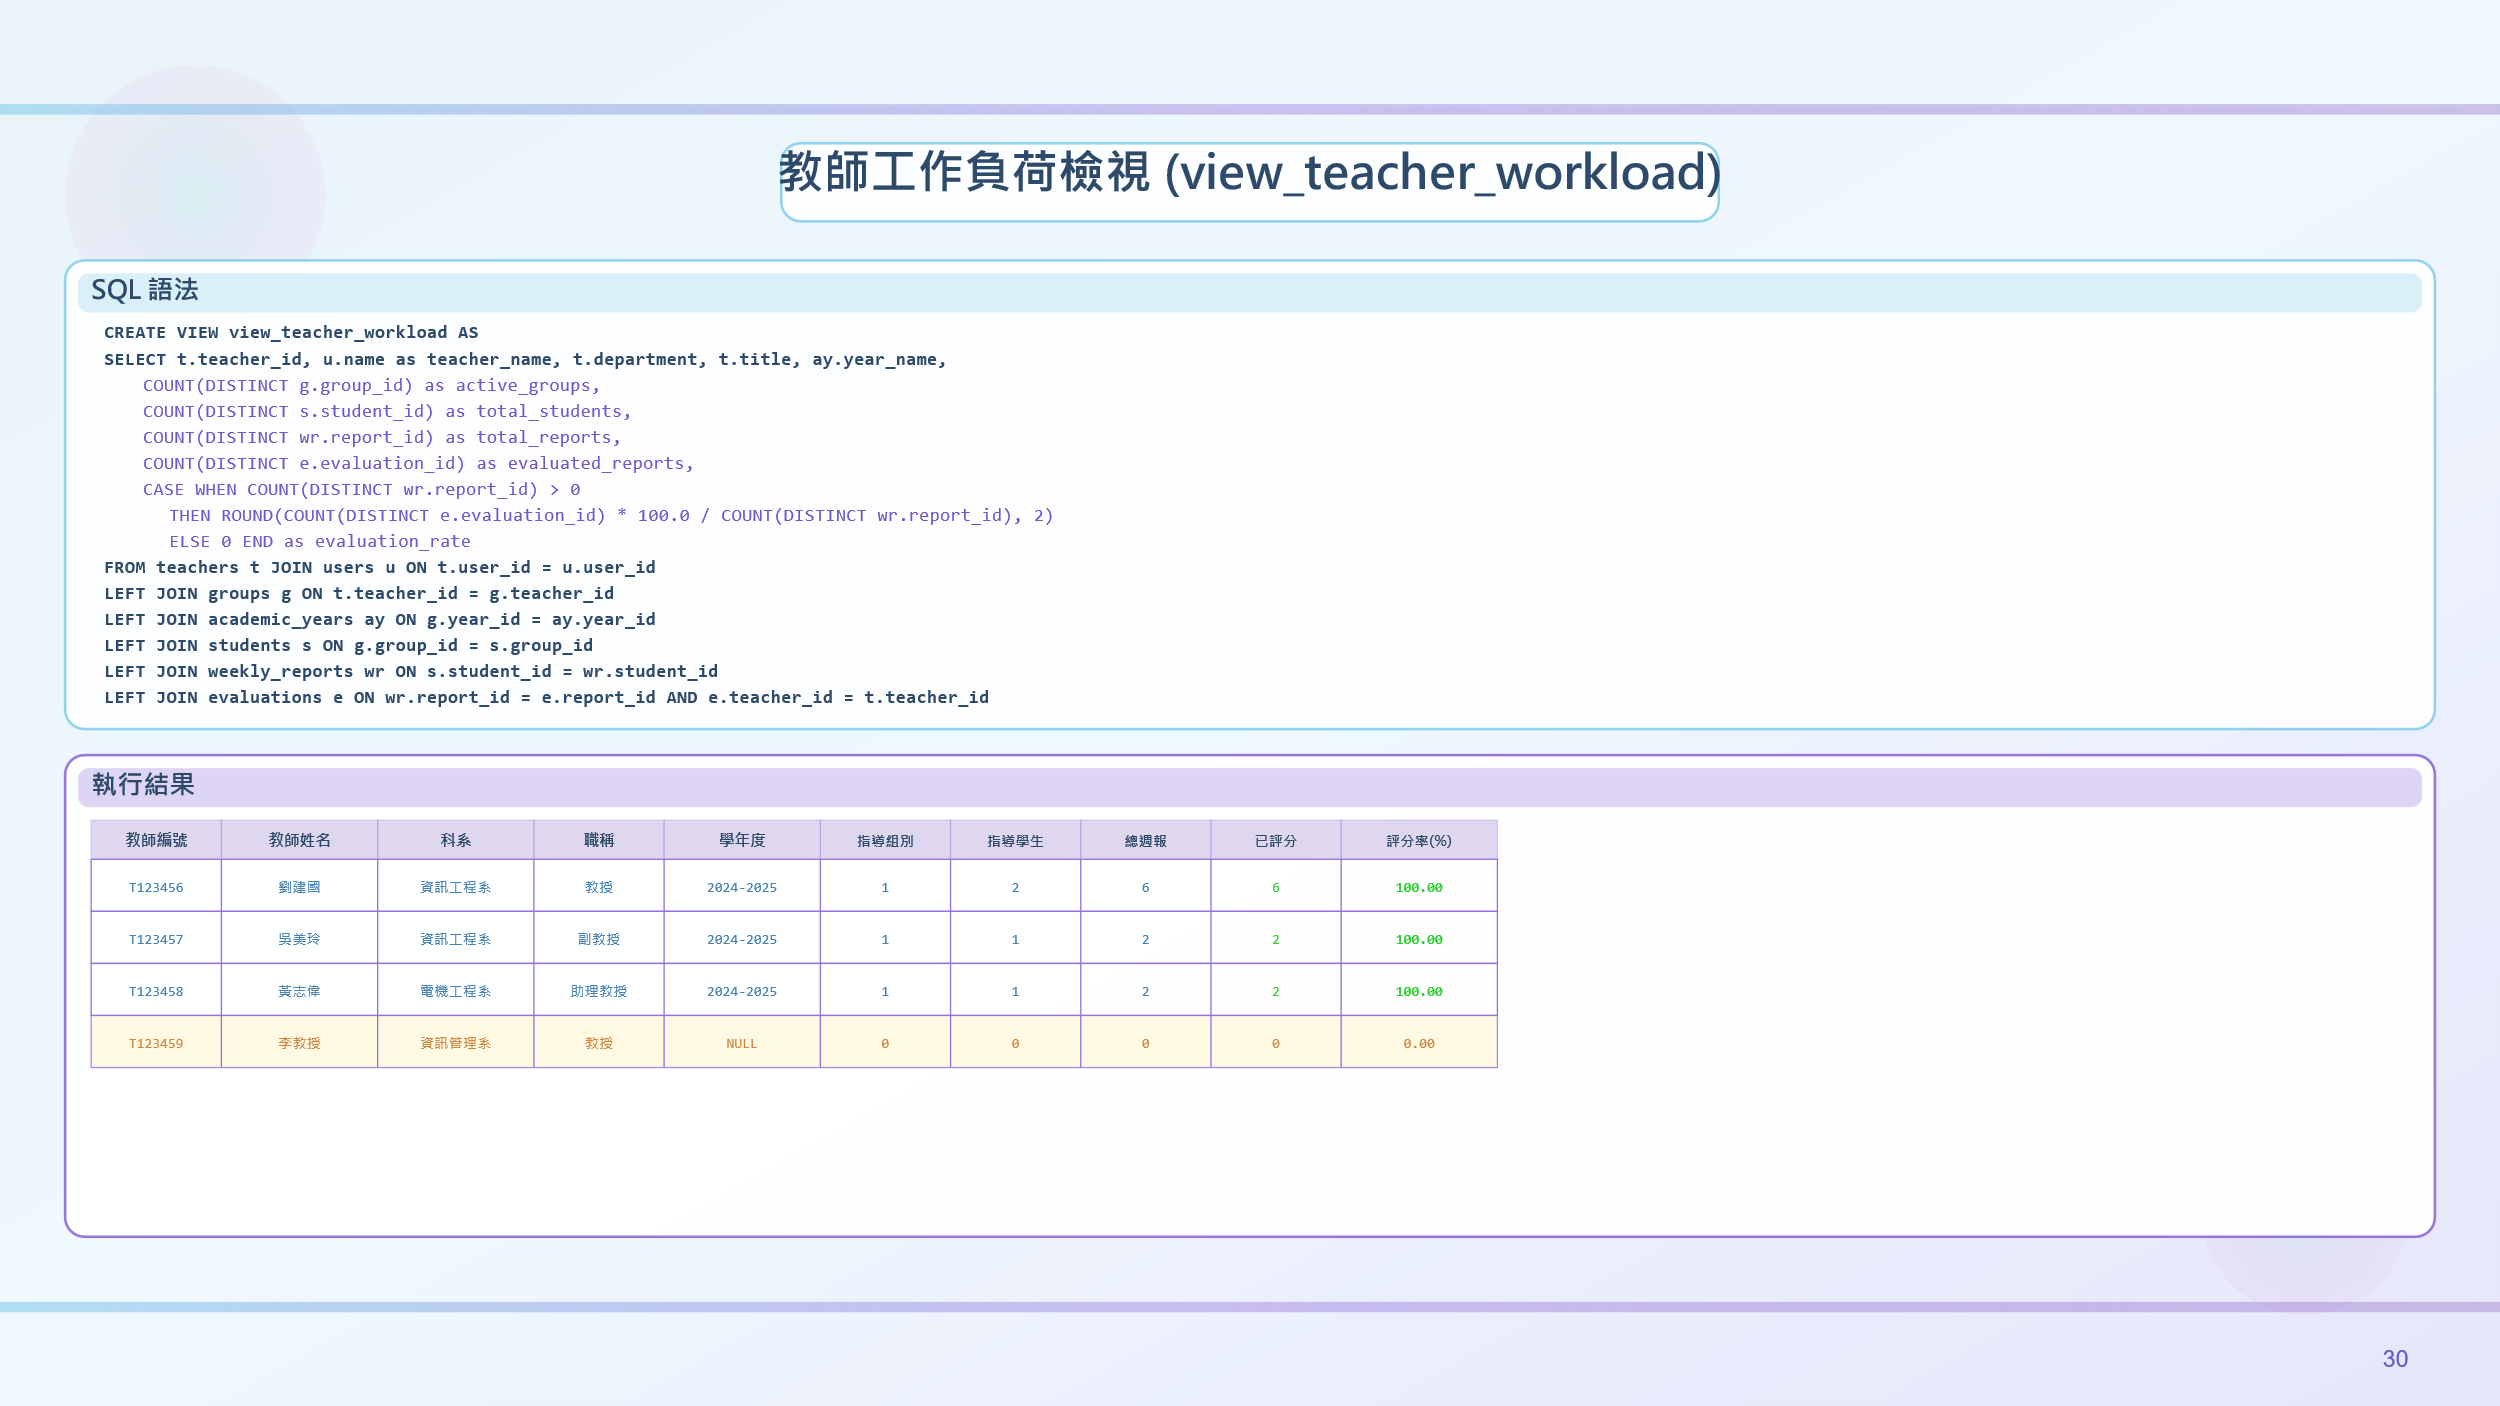 教師工作負荷檢視 (view_teacher_workload)
SQL 語法
CREATE VIEW view_teacher_workload AS
SELECT t.teacher_id, u.name as teacher_name, t.department, t.title, ay.year_name,
COUNT(DISTINCT g.group_id) as active_groups,
COUNT(DISTINCT s.student_id) as total_students,
COUNT(DISTINCT wr.report_id) as total_reports,
COUNT(DISTINCT e.evaluation_id) as evaluated_reports,
CASE WHEN COUNT(DISTINCT wr.report_id) > 0
THEN ROUND(COUNT(DISTINCT e.evaluation_id) * 100.0 / COUNT(DISTINCT wr.report_id), 2)
ELSE 0 END as evaluation_rate
FROM teachers t JOIN users u ON t.user_id = u.user_id
LEFT JOIN groups g ON t.teacher_id = g.teacher_id
LEFT JOIN academic_years ay ON g.year_id = ay.year_id
LEFT JOIN students s ON g.group_id = s.group_id
LEFT JOIN weekly_reports wr ON s.student_id = wr.student_id
LEFT JOIN evaluations e ON wr.report_id = e.report_id AND e.teacher_id = t.teacher_id
執行結果
教師編號 教師姓名 科系 職稱 學年度 指導組別 指導學生 總週報 已評分 評分率(%)
T123456 劉建國 資訊工程系 教授 2024-2025 1 2 6 6 100.00
T123457 吳美玲 資訊工程系 副教授 2024-2025 1 1 2 2 100.00
T123458 黃志偉 電機工程系 助理教授 2024-2025 1 1 2 2 100.00
T123459 李教授 資訊管理系 教授 NULL 0 0 0 0 0.00
30